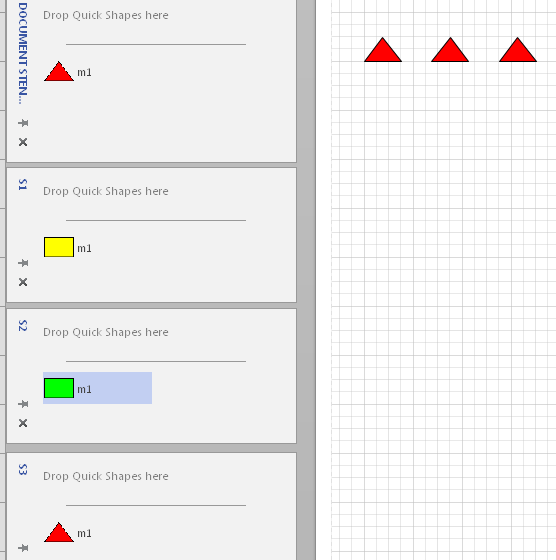 DOCUMENT STEN...
Drop Quick Shapes here
m1
S1
Drop Quick Shapes here
m1
S2
Drop Quick Shapes here
m1
S3
Drop Quick Shapes here
m1